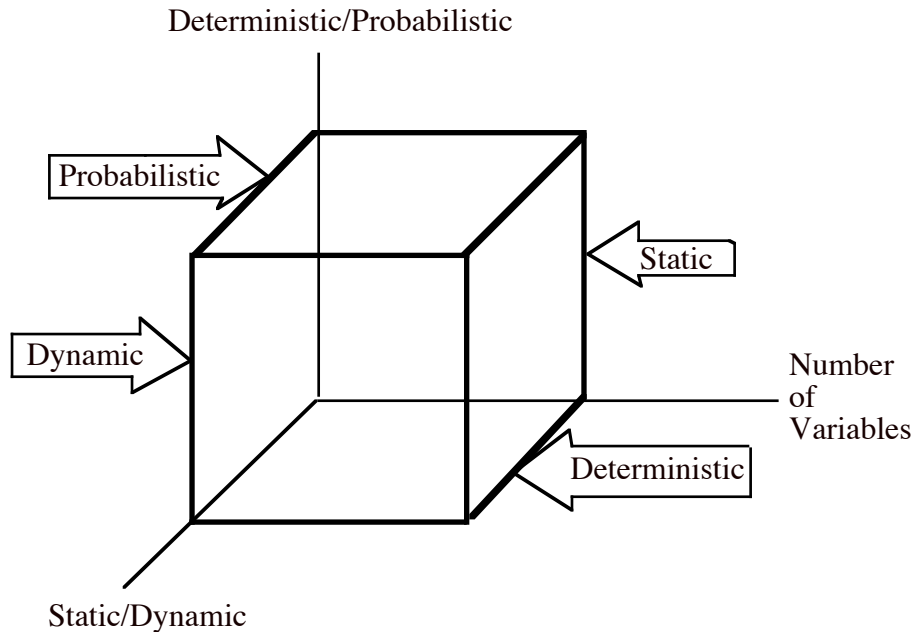 Deterministic/Probabilistic
Probabilistic
Static
Dynamic
Number
of
Variables
Deterministic
Static/Dynamic